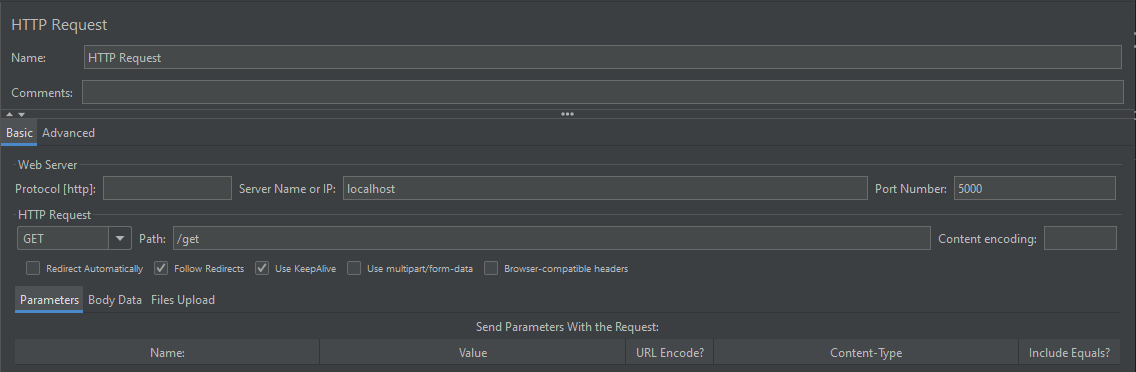 HTTP Request
Name: HTTP Request
Comments:
Basic Advanced
Web Server
Protocol [http]: Server Name or IP: localhost Port Number: 5000
HTTP Request
GET Path: /get Content encoding:
Redirect Automatically Follow Redirects Use KeepAlive Use multipart/form-data Browser-compatible headers
Parameters Body Data Files Upload
Send Parameters With the Request:
Name: Value URL Encode? Content-Type Include Equals?